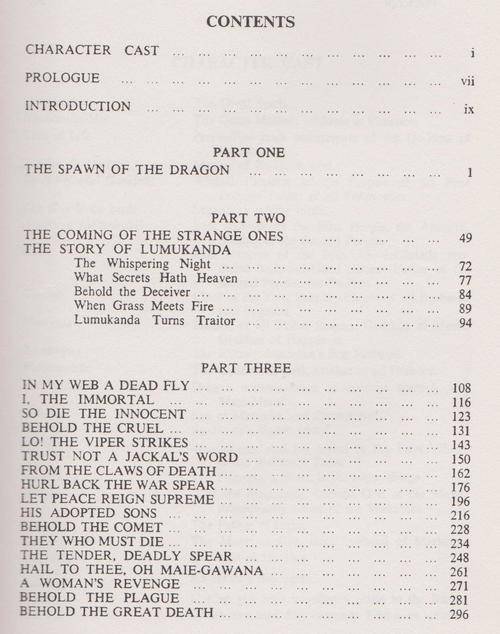 CONTENTS
CHARACTER CAST ... ... ... ... ... ... ... ... ... ... i
PROLOGUE ... ... ... ... ... ... ... ... ... ... ... vii
INTRODUCTION ... ... ... ... ... ... ... ... ... ... ix
PART ONE
THE SPAWN OF THE DRAGON ... ... ... ... ... ... ... 1
PART TWO
THE COMING OF THE STRANGE ONES ... ... ... ... ... 49
THE STORY OF LUMUKANDA
The Whispering Night ... ... ... ... ... ... ... ... 72
What Secrets Hath Heaven ... ... ... ... ... ... ... 77
Behold the Deceiver ... ... ... ... ... ... ... ... ... 84
When Grass Meets Fire ... ... ... ... ... ... ... ... 89
Lumukanda Turns Traitor ... ... ... ... ... ... ... 94
PART THREE
IN MY WEB A DEAD FLY ... ... ... ... ... ... ... ... ... 108
I, THE IMMORTAL ... ... ... ... ... ... ... ... ... ... 116
SO DIE THE INNOCENT ... ... ... ... ... ... ... ... ... 123
BEHOLD THE CRUEL ... ... ... ... ... ... ... ... ... ... 131
LO! THE VIPER STRIKES ... ... ... ... ... ... ... ... ... 143
TRUST NOT A JACKAL'S WORD ... ... ... ... ... ... ... 150
FROM THE CLAWS OF DEATH ... ... ... ... ... ... ... ... 162
HURL BACK THE WAR SPEAR ... ... ... ... ... ... ... ... 176
LET PEACE REIGN SUPREME ... ... ... ... ... ... ... ... 196
HIS ADOPTED SONS ... ... ... ... ... ... ... ... ... ... 216
BEHOLD THE COMET ... ... ... ... ... ... ... ... ... ... 228
THEY WHO MUST DIE ... ... ... ... ... ... ... ... ... ... 234
THE TENDER, DEADLY SPEAR ... ... ... ... ... ... ... 248
HAIL TO THEE, OH MAIE-GAWANA ... ... ... ... ... ... 261
A WOMAN'S REVENGE ... ... ... ... ... ... ... ... ... 271
BEHOLD THE PLAGUE ... ... ... ... ... ... ... ... ... 281
BEHOLD THE GREAT DEATH ... ... ... ... ... ... ... ... 296